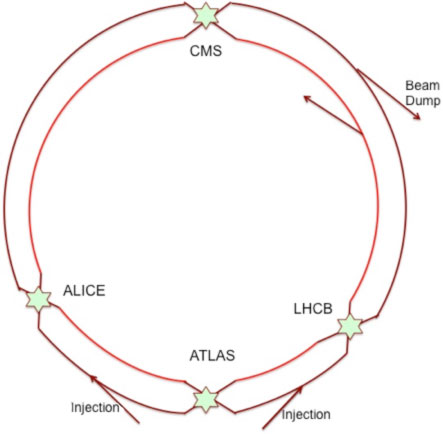 CMS
Beam
Dump
ALICE
LHCB
ATLAS
Injection
Injection